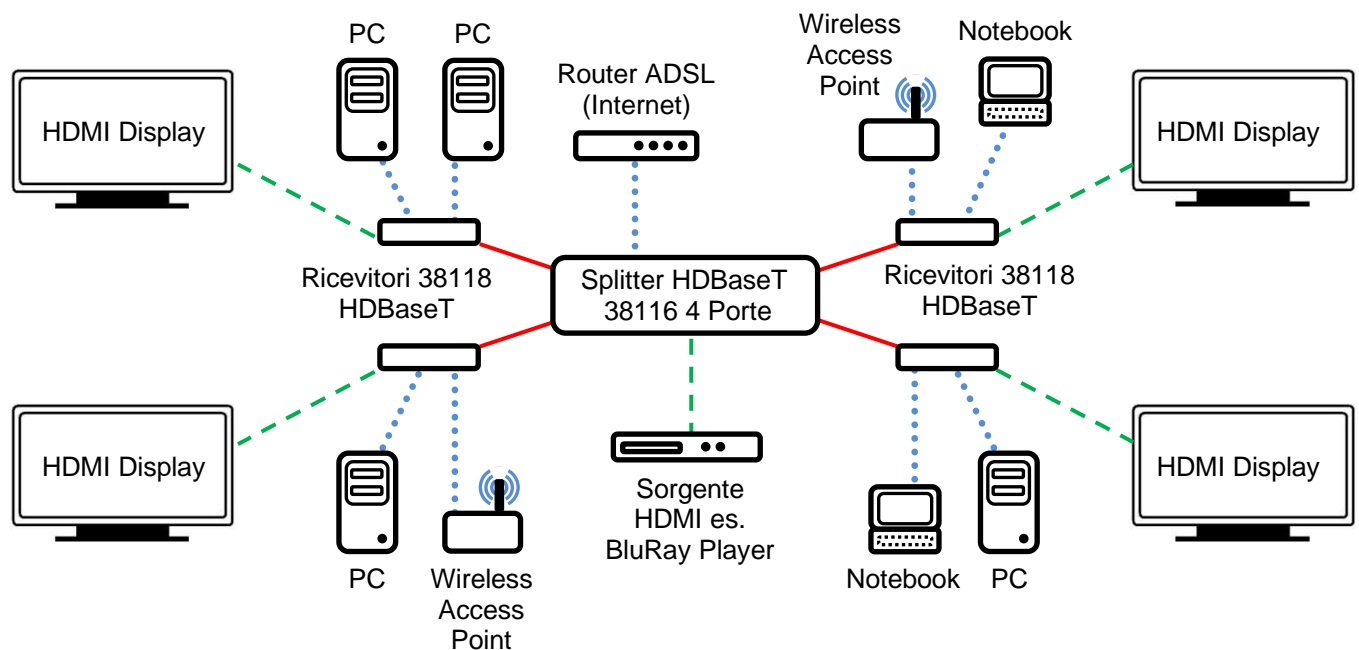 PC
PC
Router ADSL
(Internet)
Wireless
Access
Point
Notebook
HDMI Display
HDMI Display
Ricevitori 38118
HDBaseT
Splitter HDBaseT
38116 4 Porte
Ricevitori 38118
HDBaseT
HDMI Display
HDMI Display
Sorgente
HDMI es.
BluRay Player
PC
Wireless
Access
Point
Notebook
PC